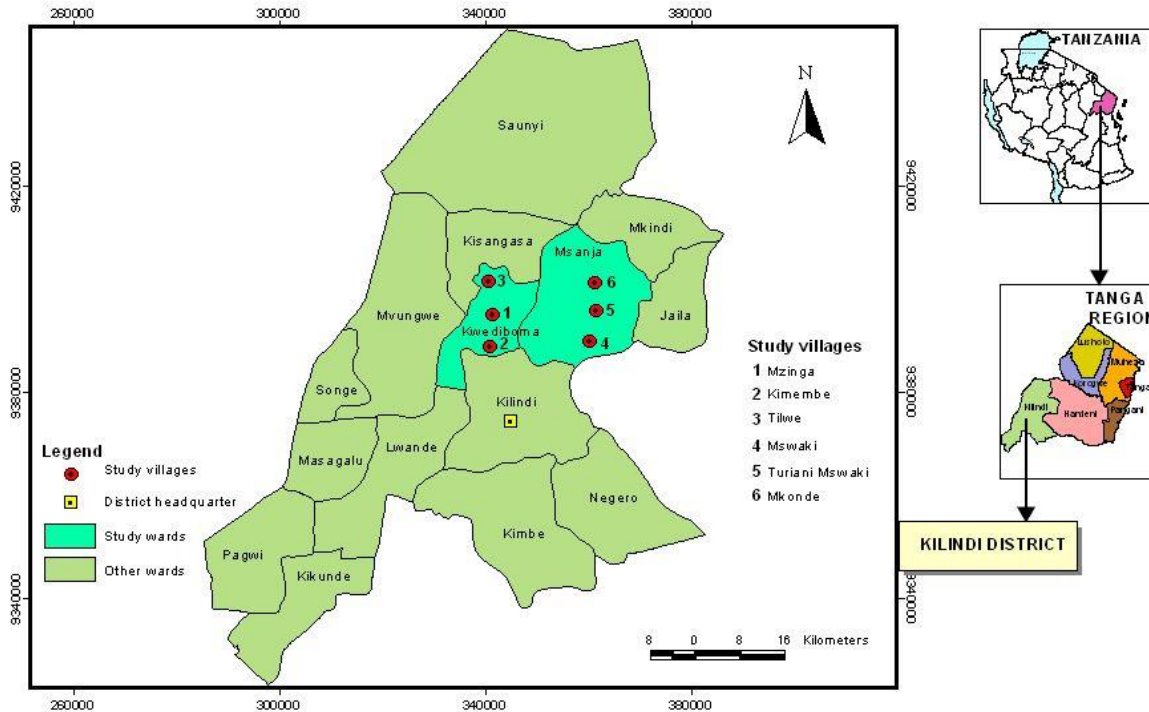 260000 300000 340000 380000
TANZANIA
N
Saunyi
9420000 9420000
Mkindi
Kisangasa
Msanja
3
6
Mvungwe
1
5
Jaila
Kwediboma
2
4
Study villages
1 Mzinga
2 Kimembe
3 Tilwe
4 Mswaki
5 Turiani Mswaki
6 Mkonde
TANGA
REGION
Lushoto
Muheza
Korogwe
Tanga
Pangani
Kilindi
Handeni
9380000 9380000
Songe
Kilindi
Legend
Study villages
District headquarter
Study wards
Other wards
Masagalu
Lwande
Negero
Kimbe
Pagwi
Kikunde
KILINDI DISTRICT
9340000 9340000
8 0 8 16 Kilometers
260000 300000 340000 380000